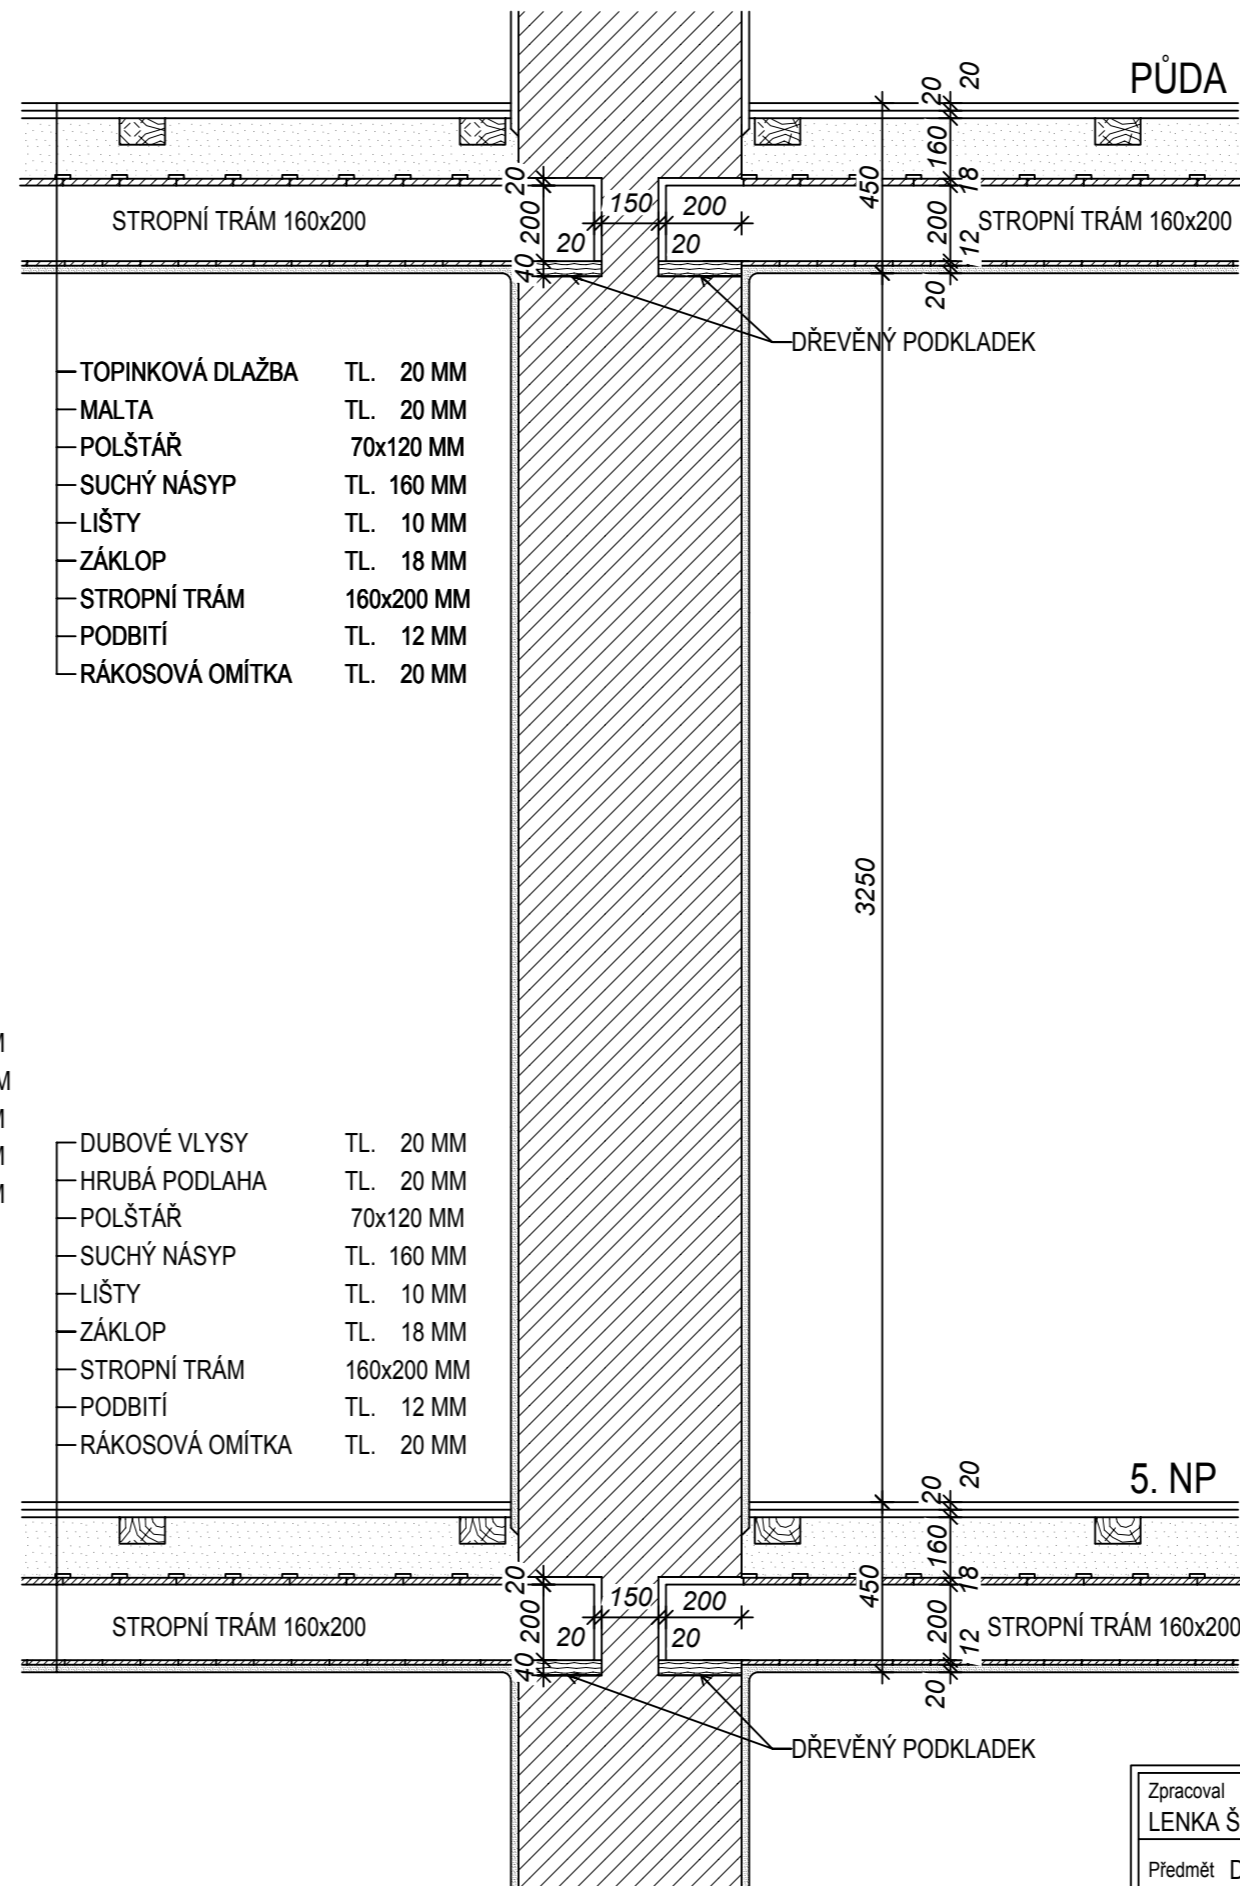 PŮDA
20
20
160
450
18
20
150
200
200
20
20
40
200
12
20
STROPNÍ TRÁM 160x200
STROPNÍ TRÁM 160x200
DŘEVĚNÝ PODKLADEK
TOPINKOVÁ DLAŽBA TL. 20 MM
MALTA TL. 20 MM
POLŠTÁŘ 70x120 MM
SUCHÝ NÁSYP TL. 160 MM
LIŠTY TL. 10 MM
ZÁKLOP TL. 18 MM
STROPNÍ TRÁM 160x200 MM
PODBITÍ TL. 12 MM
RÁKOSOVÁ OMÍTKA TL. 20 MM
3250
M
M
M
M
M
DUBOVÉ VLYSY TL. 20 MM
HRUBÁ PODLAHA TL. 20 MM
POLŠTÁŘ 70x120 MM
SUCHÝ NÁSYP TL. 160 MM
LIŠTY TL. 10 MM
ZÁKLOP TL. 18 MM
STROPNÍ TRÁM 160x200 MM
PODBITÍ TL. 12 MM
RÁKOSOVÁ OMÍTKA TL. 20 MM
5. NP
20
20
160
450
18
20
150
200
200
20
20
40
200
12
20
STROPNÍ TRÁM 160x200
STROPNÍ TRÁM 160x200
DŘEVĚNÝ PODKLADEK
Zpracoval
LENKA Š
Předmět D